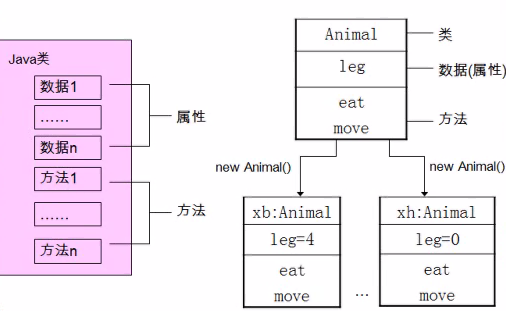 Java类
数据1
......
数据n
属性
方法1
......
方法n
方法
Animal
类
leg
数据(属性)
eat
move
方法
new Animal()
new Animal()
xb:Animal
leg=4
eat
move
...
xh:Animal
leg=0
eat
move